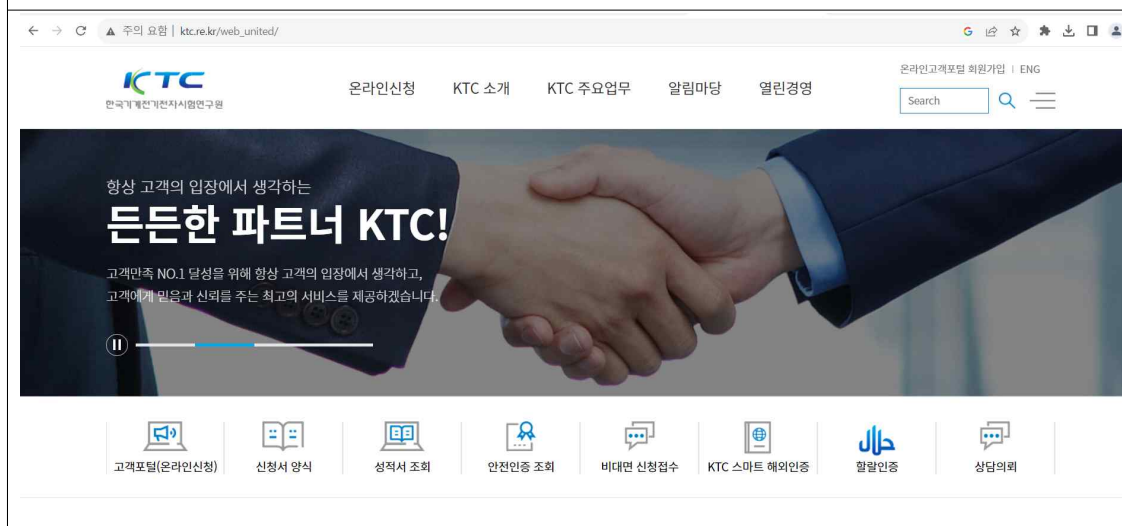 주의 요함 | ktc.re.kr/web_united/
온라인고객포털 회원가입 | ENG
KTC
한국기계전기전자시험연구원
온라인신청 KTC 소개 KTC 주요업무 알림마당 열린경영
Search
항상 고객의 입장에서 생각하는
든든한 파트너 KTC!
고객만족 NO.1 달성을 위해 항상 고객의 입장에서 생각하고,
고객에게 믿음과 신뢰를 주는 최고의 서비스를 제공하겠습니다.
حلال
고객포털(온라인신청) 신청서 양식 성적서 조회 안전인증 조회 비대면 신청접수 KTC 스마트 해외인증 할랄인증 상담의뢰